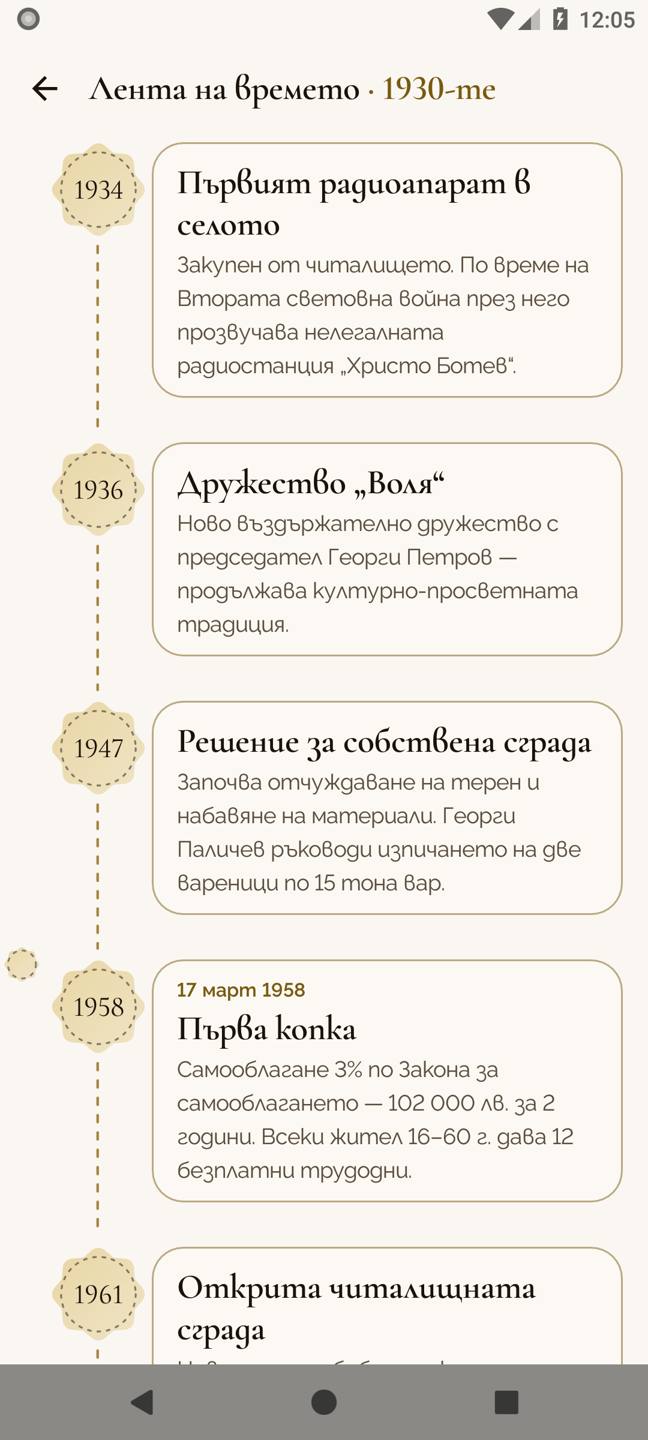 12:05
Лента на времето · 1930-те
1934
Първият радиоапарат в
селото
Закупен от читалището. По време на
Втората световна война през него
прозвучава нелегалната
радиостанция „Христо Ботев“.
1936
Дружество „Воля“
Ново въздържателно дружество с
председател Георги Петров —
продължава културно-просветната
традиция.
1947
Решение за собствена сграда
Започва отчуждаване на терен и
набавяне на материали. Георги
Паличев ръководи изпичането на две
вареници по 15 тона вар.
1958
17 март 1958
Първа копка
Самооблагане 3% по Закона за
самооблагането — 102 000 лв. за 2
години. Всеки жител 16–60 г. дава 12
безплатни трудодни.
1961
Открита читалищната
сграда